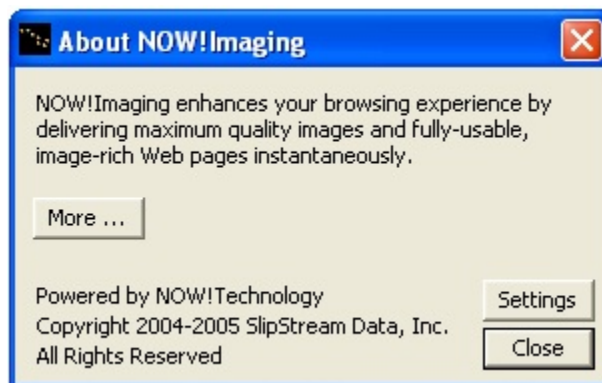 About NOW!Imaging
NOW!Imaging enhances your browsing experience by
delivering maximum quality images and fully-usable,
image-rich Web pages instantaneously.
More ...
Powered by NOW!Technology
Copyright 2004-2005 SlipStream Data, Inc.
All Rights Reserved
Settings
Close